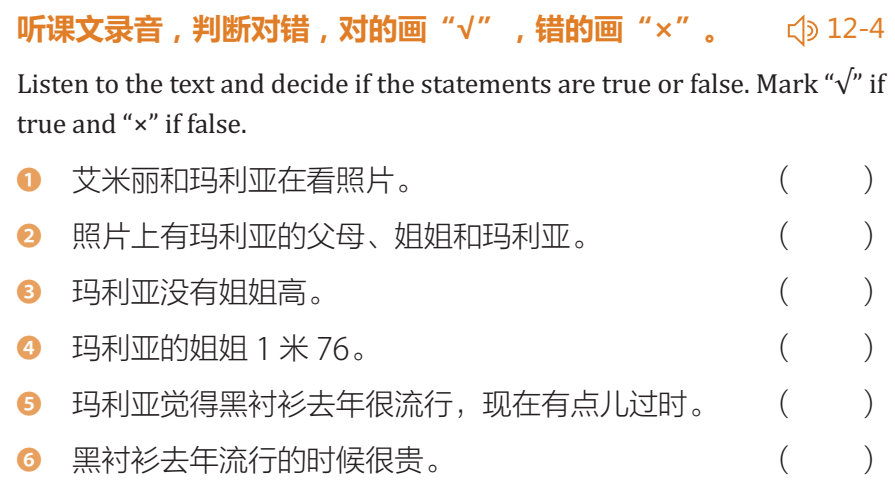 听课文录音，判断对错，对的画“√”，错的画“×”。 12-4
Listen to the text and decide if the statements are true or false. Mark “√” if
true and “×” if false.
1 艾米丽和玛利亚在看照片。 （ ）
2 照片上有玛利亚的父母、姐姐和玛利亚。 （ ）
3 玛利亚没有姐姐高。 （ ）
4 玛利亚的姐姐 1 米 76。 （ ）
5 玛利亚觉得黑衬衫去年很流行，现在有点儿过时。 （ ）
6 黑衬衫去年流行的时候很贵。 （ ）